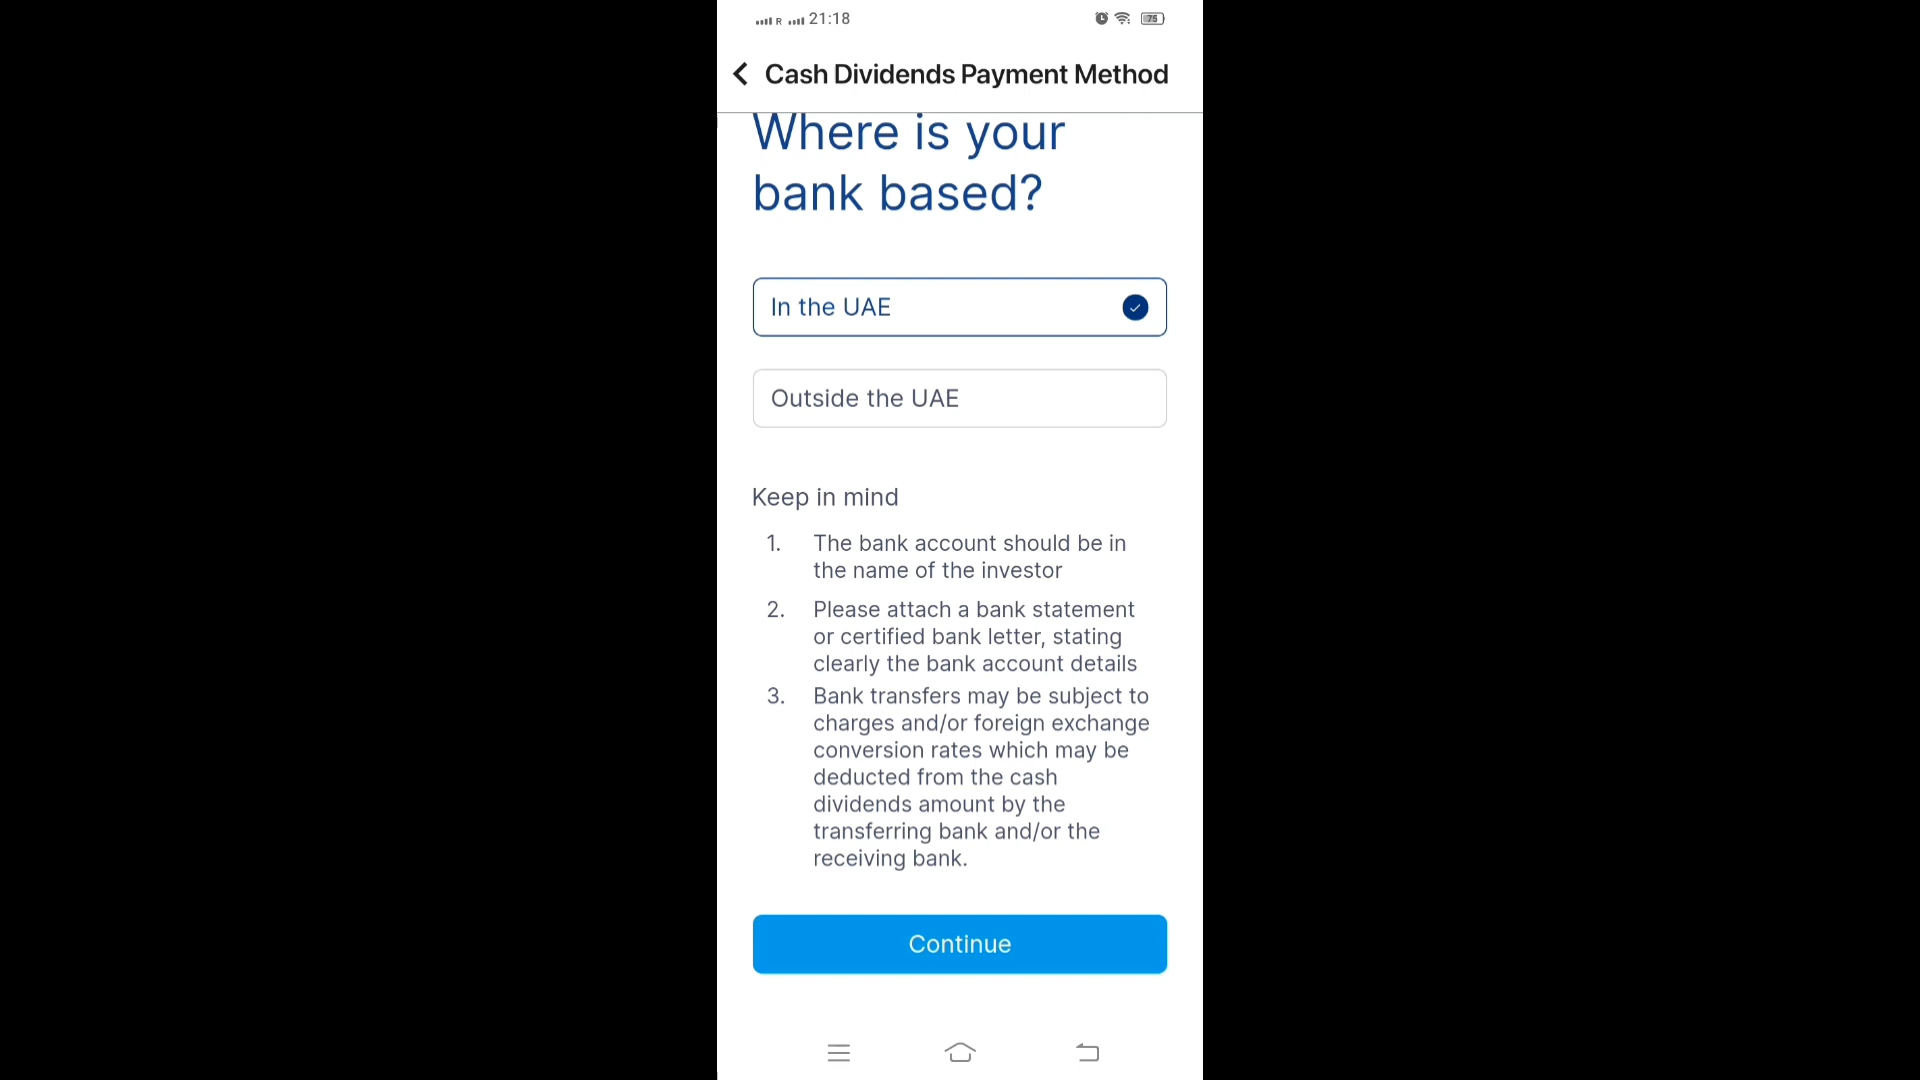 R 21:18 75
Cash Dividends Payment Method
Where is your
bank based?
In the UAE
Outside the UAE
Keep in mind
1. The bank account should be in
the name of the investor
2. Please attach a bank statement
or certified bank letter, stating
clearly the bank account details
3. Bank transfers may be subject to
charges and/or foreign exchange
conversion rates which may be
deducted from the cash
dividends amount by the
transferring bank and/or the
receiving bank.
Continue